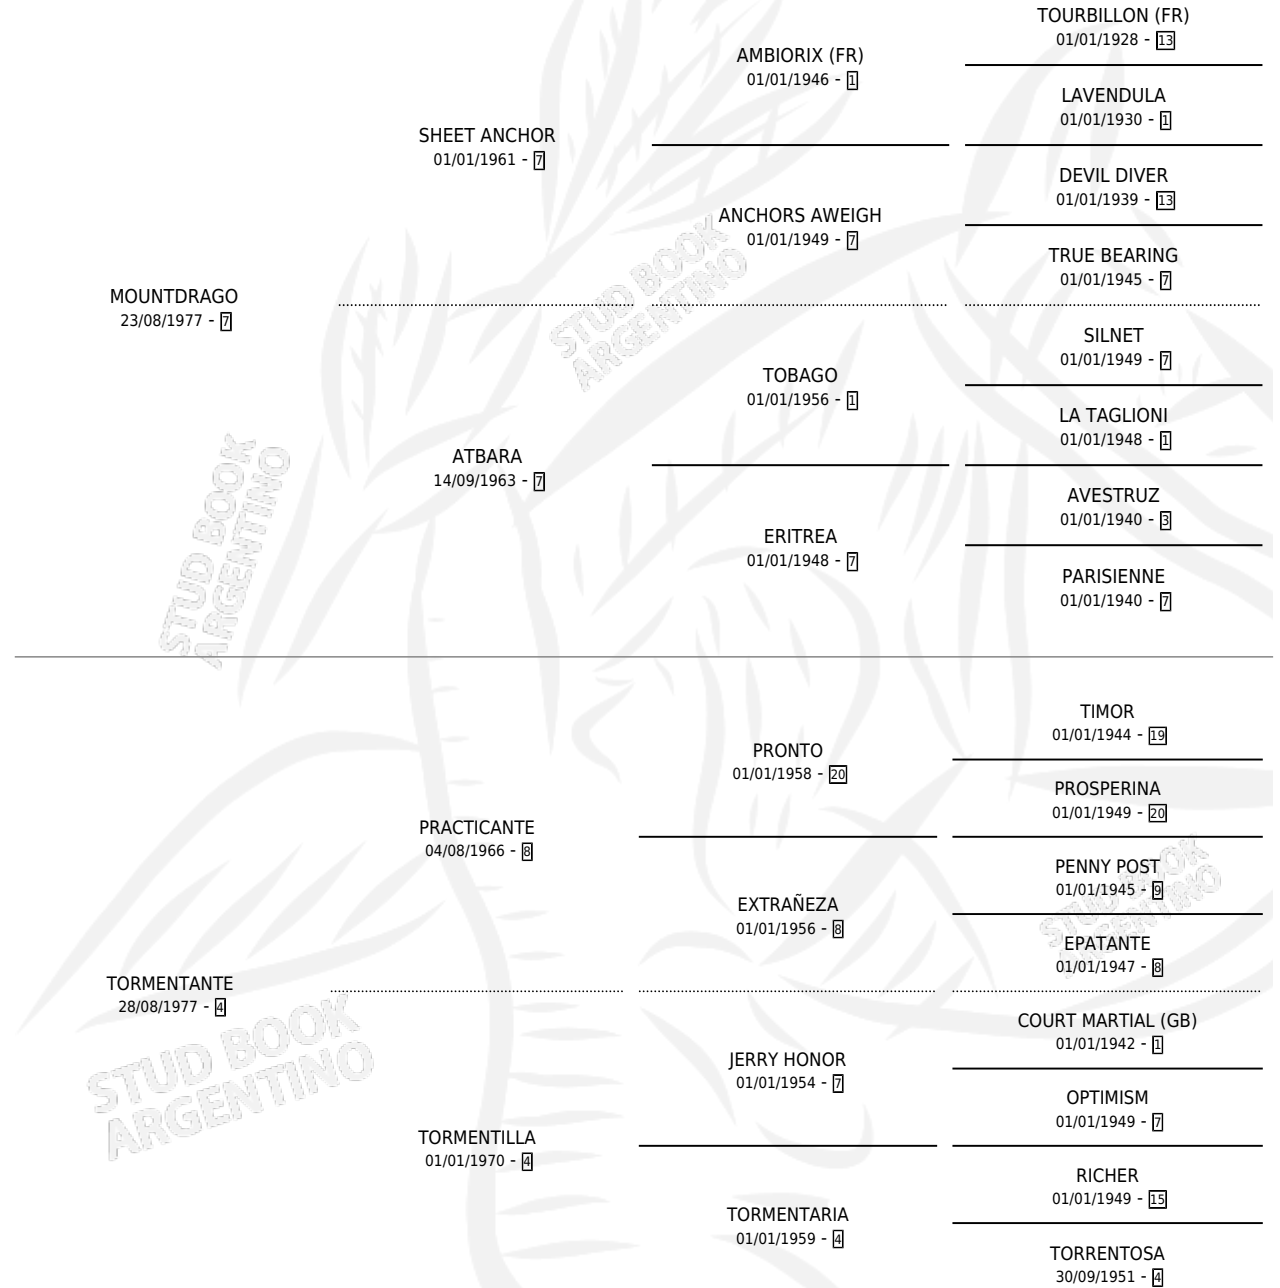 TOURBILLON (FR)
01/01/1928 - 13
AMBIORIX (FR)
01/01/1946 - 1
LAVENDULA
01/01/1930 - 1
SHEET ANCHOR
01/01/1961 - 7
DEVIL DIVER
01/01/1939 - 13
ANCHORS AWEIGH
01/01/1949 - 7
TRUE BEARING
01/01/1945 - 7
MOUNTDRAGO
23/08/1977 - 7
STUD BOOK
ARGENTINO
SILNET
01/01/1949 - 7
TOBAGO
01/01/1956 - 1
LA TAGLIONI
01/01/1948 - 1
ATBARA
14/09/1963 - 7
AVESTRUZ
01/01/1940 - 3
ERITREA
01/01/1948 - 7
PARISIENNE
01/01/1940 - 7
STUD BOOK
ARGENTINO
TIMOR
01/01/1944 - 19
PRONTO
01/01/1958 - 20
PROSPERINA
01/01/1949 - 20
PRACTICANTE
04/08/1966 - 8
PENNY POST
01/01/1945 - 9
EXTRAÑEZA
01/01/1956 - 8
EPATANTE
01/01/1947 - 8
STUD BOOK
ARGENTINO
TORMENTANTE
28/08/1977 - 4
COURT MARTIAL (GB)
01/01/1942 - 1
JERRY HONOR
01/01/1954 - 7
OPTIMISM
01/01/1949 - 7
STUD BOOK
ARGENTINO
TORMENTILLA
01/01/1970 - 4
RICHER
01/01/1949 - 15
TORMENTARIA
01/01/1959 - 4
TORRENTOSA
30/09/1951 - 4